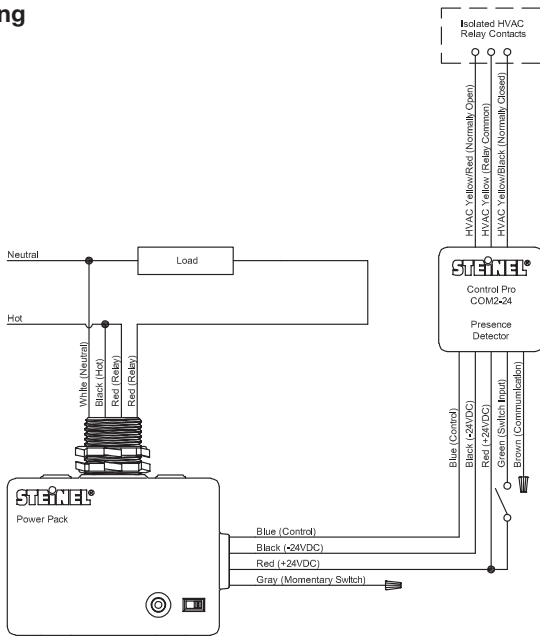 ng
Isolated HVAC
Relay Contacts
HVAC Yellow/Red (Normally Open)
HVAC Yellow (Relay Common)
HVAC Yellow/Black (Normally Closed)
Neutral
Load
STEINEL®
Control Pro
COM2-24
Presence
Detector
Hot
White (Neutral)
Black (Hot)
Red (Relay)
Red (Relay)
Blue (Control)
Black (-24VDC)
Red (+24VDC)
Green (Switch Input)
Brown (Communication)
STEINEL®
Power Pack
Blue (Control)
Black (-24VDC)
Red (+24VDC)
Gray (Momentary Switch)